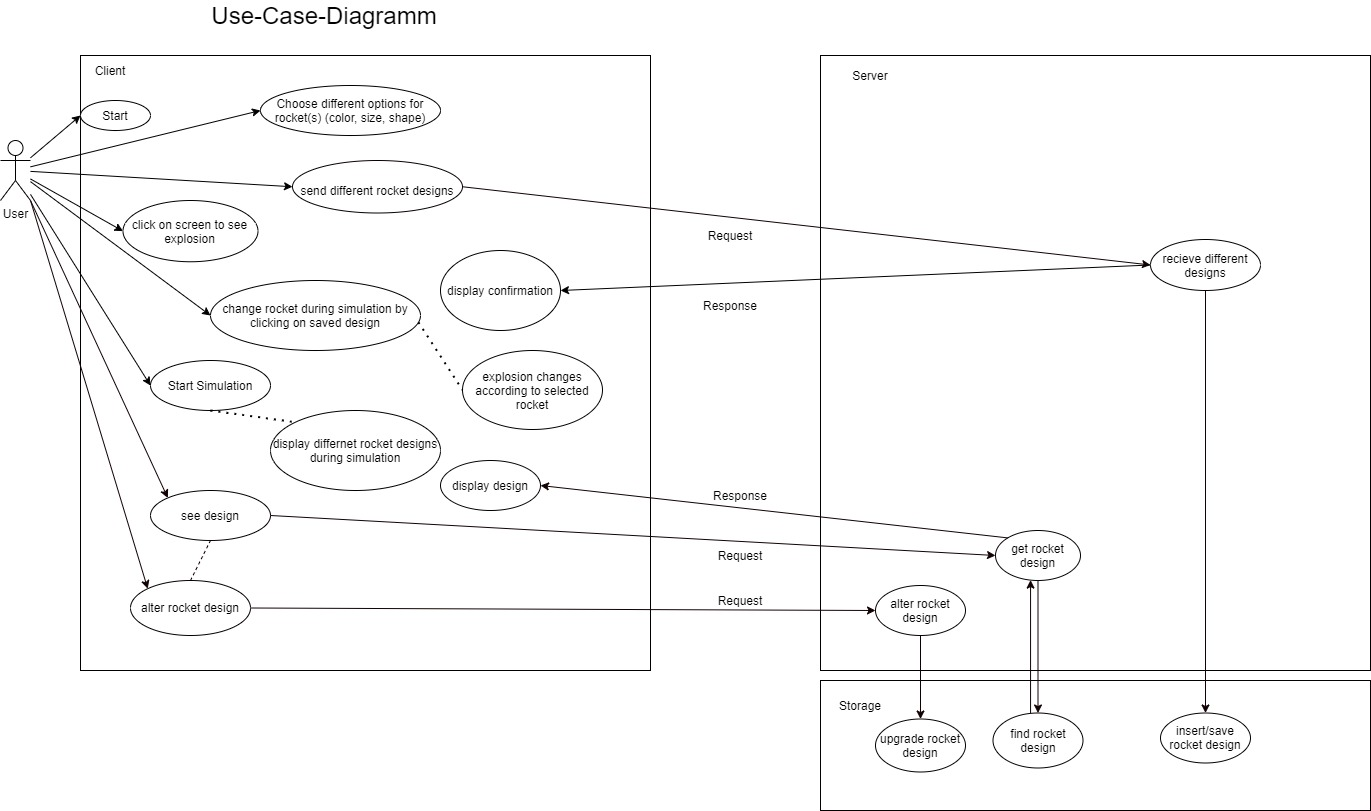 Use-Case-Diagramm
Client
Server
Start
Choose different options for
rocket(s) (color, size, shape)
User
send different rocket designs
click on screen to see
explosion
Request
recieve different
designs
display confirmation
Response
change rocket during simulation by
clicking on saved design
Start Simulation
explosion changes
according to selected
rocket
display differnet rocket designs
during simulation
display design
Response
see design
Request
get rocket
design
alter rocket design
Request
alter rocket
design
Storage
upgrade rocket
design
find rocket
design
insert/save
rocket design